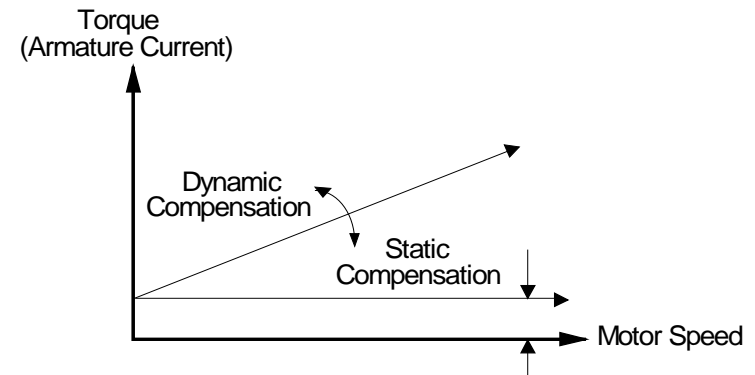 Torque
(Armature Current)
Dynamic
Compensation
Static
Compensation
Motor Speed